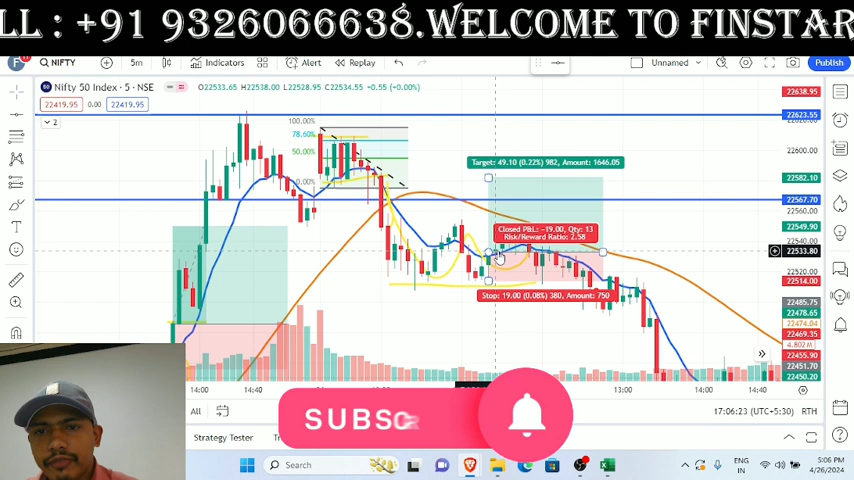 LL : +91 9326066638.WELCOME TO FINSTAR
NIFTY
5m
Indicators
Alert
Replay
Unnamed
Publish
Nifty 50 Index · 5 · NSE
O22533.65 H22538.00 L22528.95 C22534.55 +0.55 (+0.00%)
22419.95 0.00 22419.95
2
100.00%
78.60%
50.00%
0.00%
Target: 49.10 (0.22%) 982, Amount: 1646.05
Closed P&L: −19.00, Qty: 13
Risk/Reward Ratio: 2.58
Stop: 19.00 (0.08%) 380, Amount: 750
22638.95
22623.55
22600.00
22582.10
22567.70
22560.00
22549.90
22540.00
22533.80
22520.00
22514.00
22485.75
22478.65
22474.04
22469.35
4.802M
22455.90
22451.70
22450.20
14:00
14:40
13:00
13:40
14:00
14:40
All
17:06:23 (UTC+5:30)
RTH
SUBSC
Strategy Tester
Search
ENG
IN
5:06 PM
4/26/2024